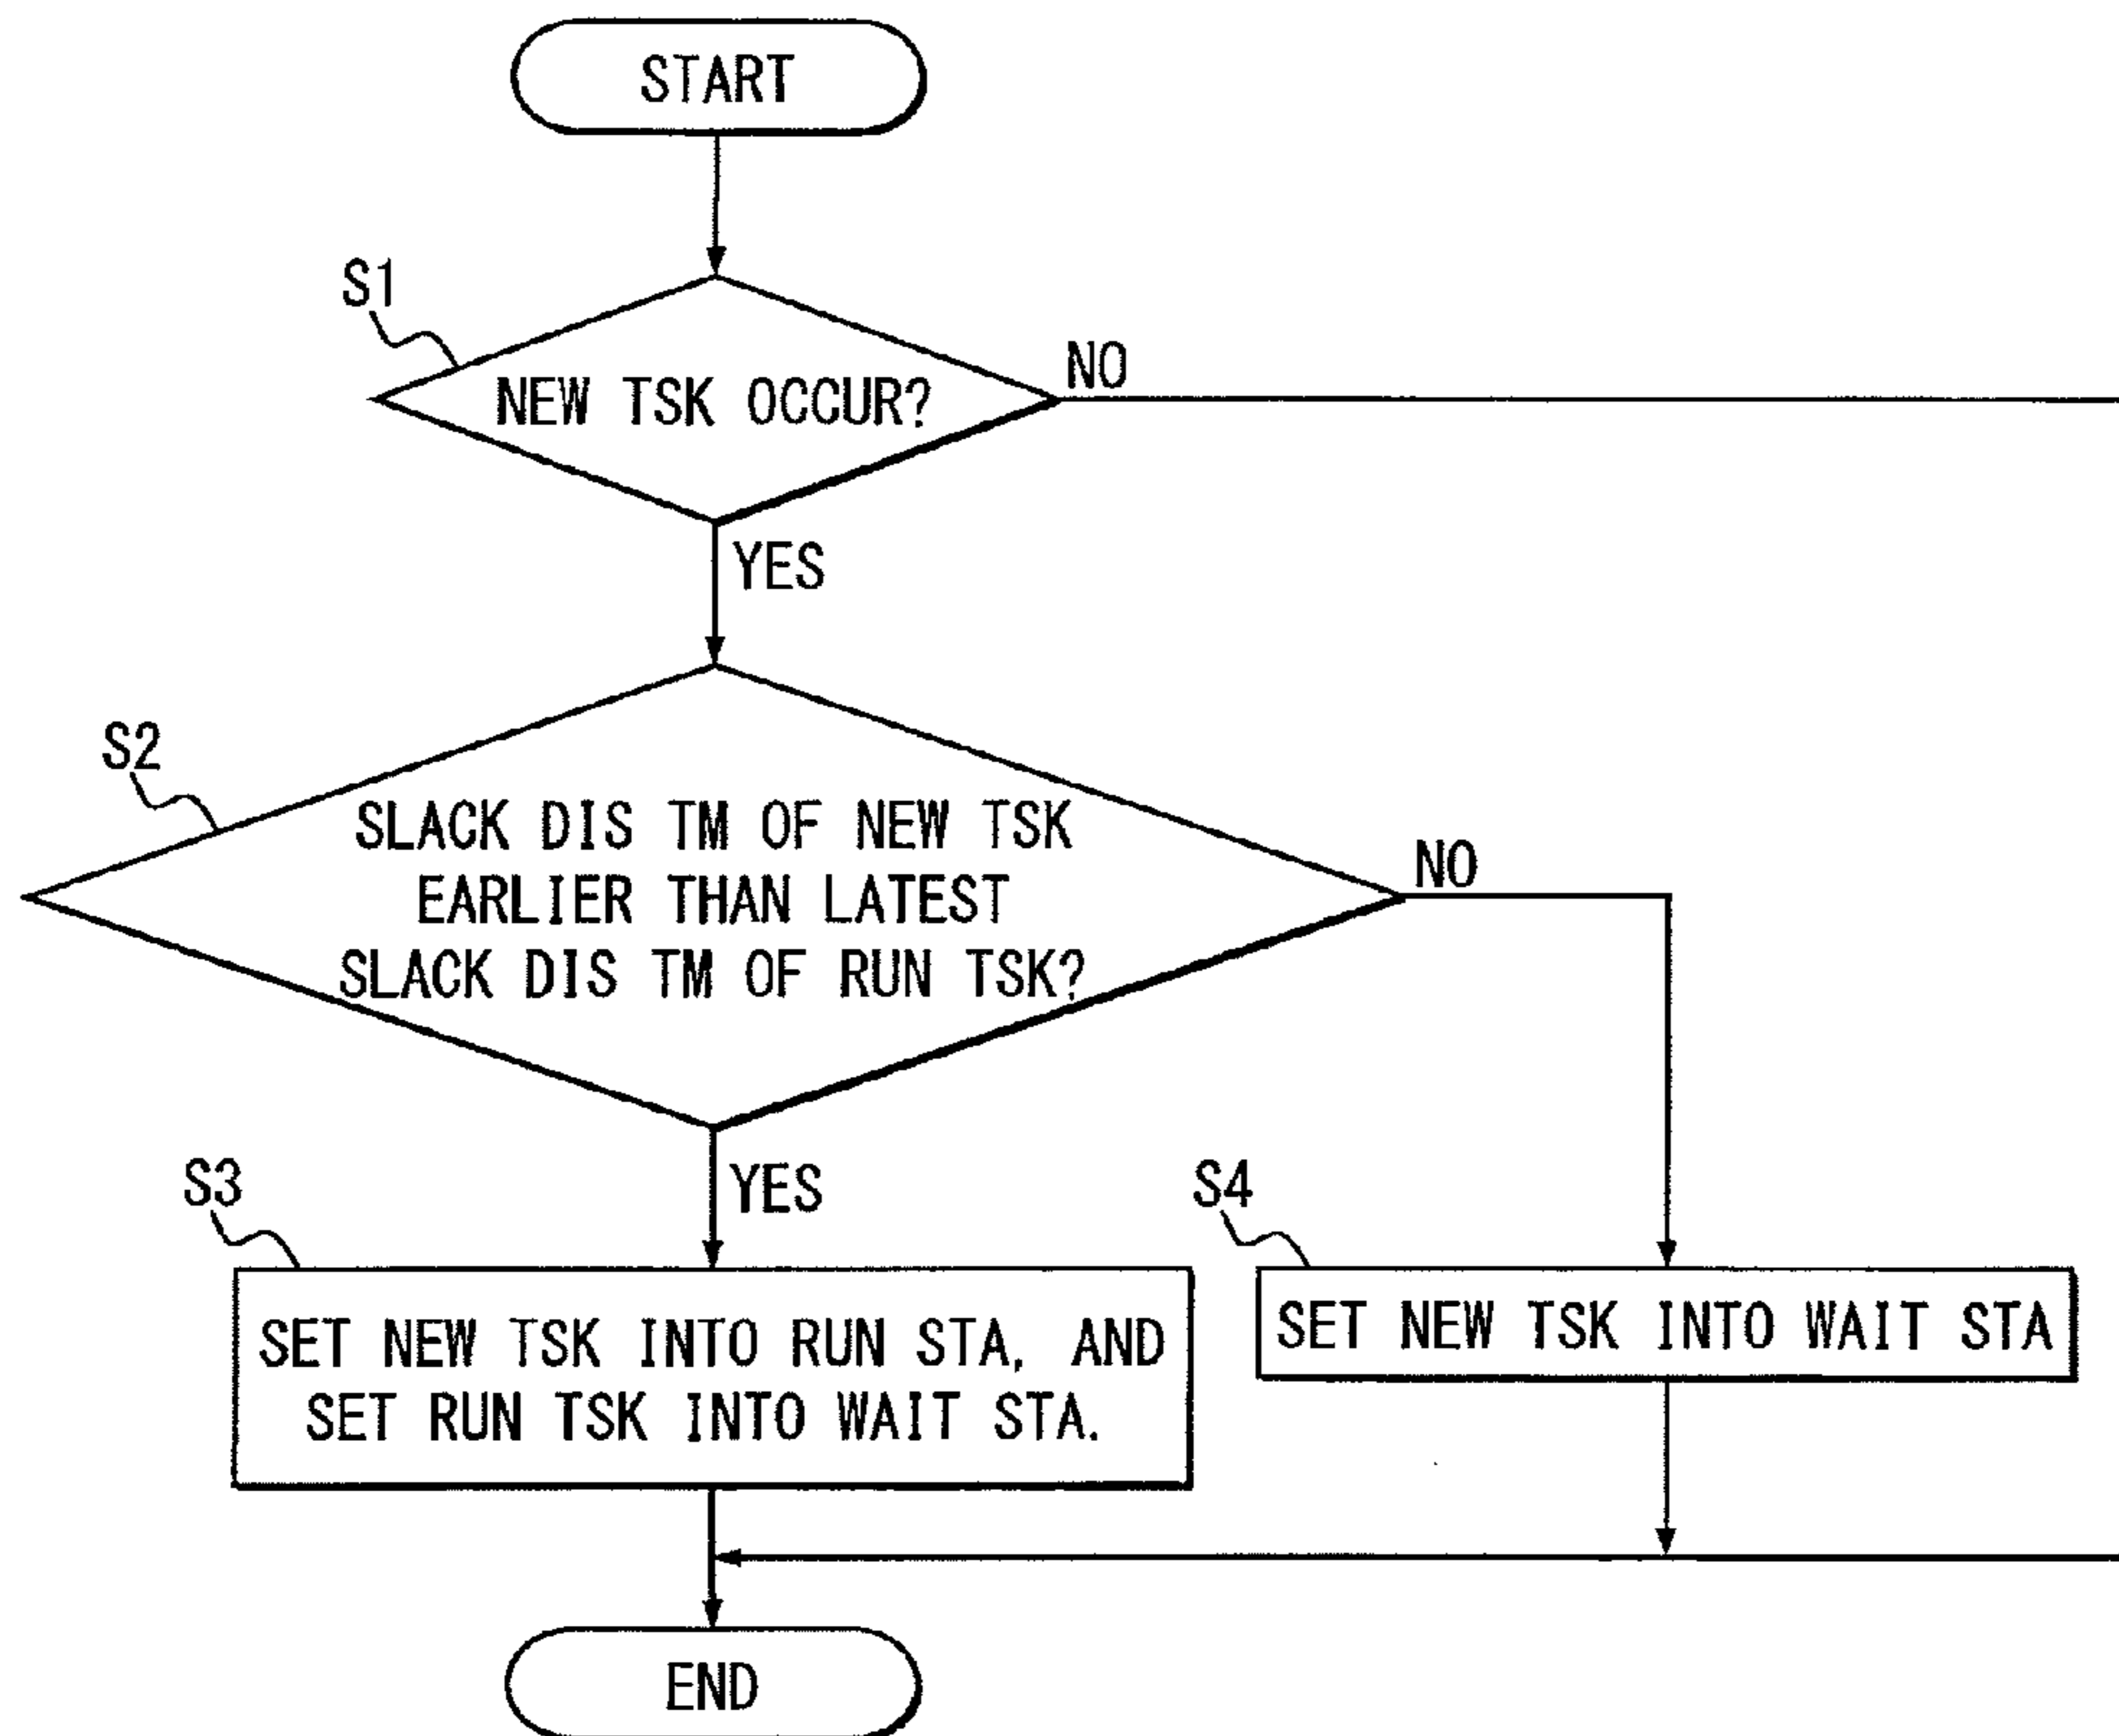 START
S1
NEW TSK OCCUR?
NO
YES
S2
SLACK DIS TM OF NEW TSK
EARLIER THAN LATEST
SLACK DIS TM OF RUN TSK?
NO
YES
S3
SET NEW TSK INTO RUN STA, AND
SET RUN TSK INTO WAIT STA.
S4
SET NEW TSK INTO WAIT STA
END